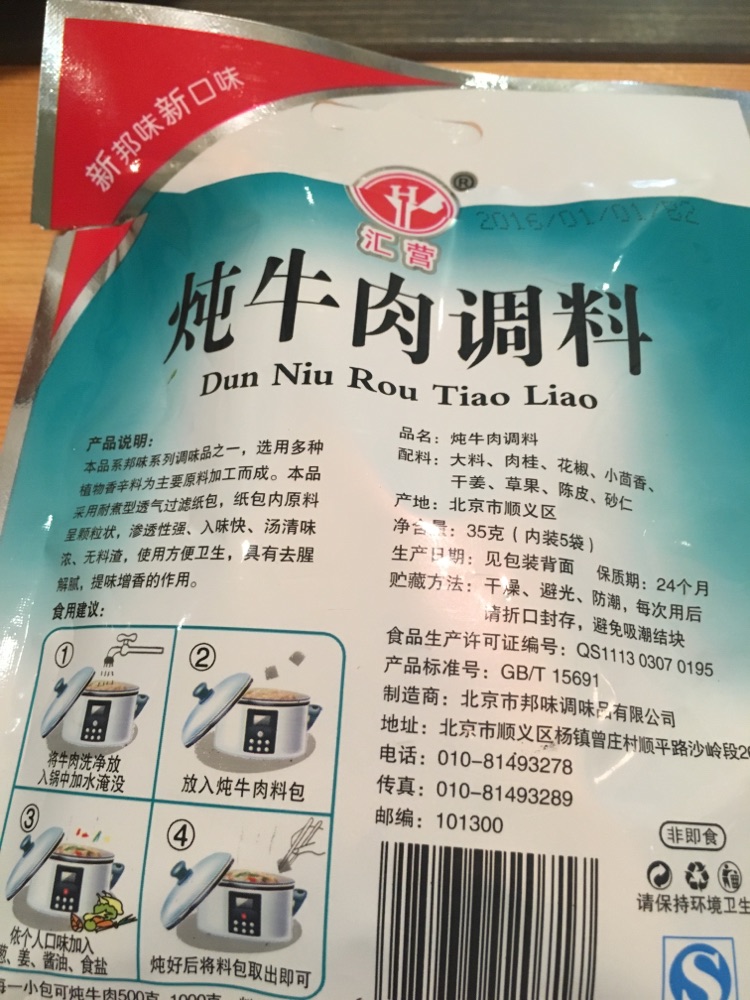 新邦味新口味
®
汇营
2016/01/01/B2
炖牛肉调料
Dun Niu Rou Tiao Liao
产品说明：
本品系邦味系列调味品之一，选用多种
植物香辛料为主要原料加工而成。本品
采用耐煮型透气过滤纸包，纸包内原料
呈颗粒状，渗透性强、入味快、汤清味
浓、无料渣，使用方便卫生，具有去腥
解腻，提味增香的作用。
食用建议：
①
将牛肉洗净放
入锅中加水淹没
②
放入炖牛肉料包
③
依个人口味加入
葱、姜、酱油、食盐
④
炖好后将料包取出即可
每一小包可炖牛肉500克
品名：炖牛肉调料
配料：大料、肉桂、花椒、小茴香、
干姜、草果、陈皮、砂仁
产地：北京市顺义区
净含量：35克（内装5袋）
生产日期：见包装背面 保质期：24个月
贮藏方法：干燥、避光、防潮，每次用后
请折口封存，避免吸潮结块
食品生产许可证编号：QS1113 0307 0195
产品标准号：GB/T 15691
制造商：北京市邦味调味品有限公司
地址：北京市顺义区杨镇曾庄村顺平路沙岭段
电话：010-81493278
传真：010-81493289
邮编：101300
非即食
请保持环境卫生
S